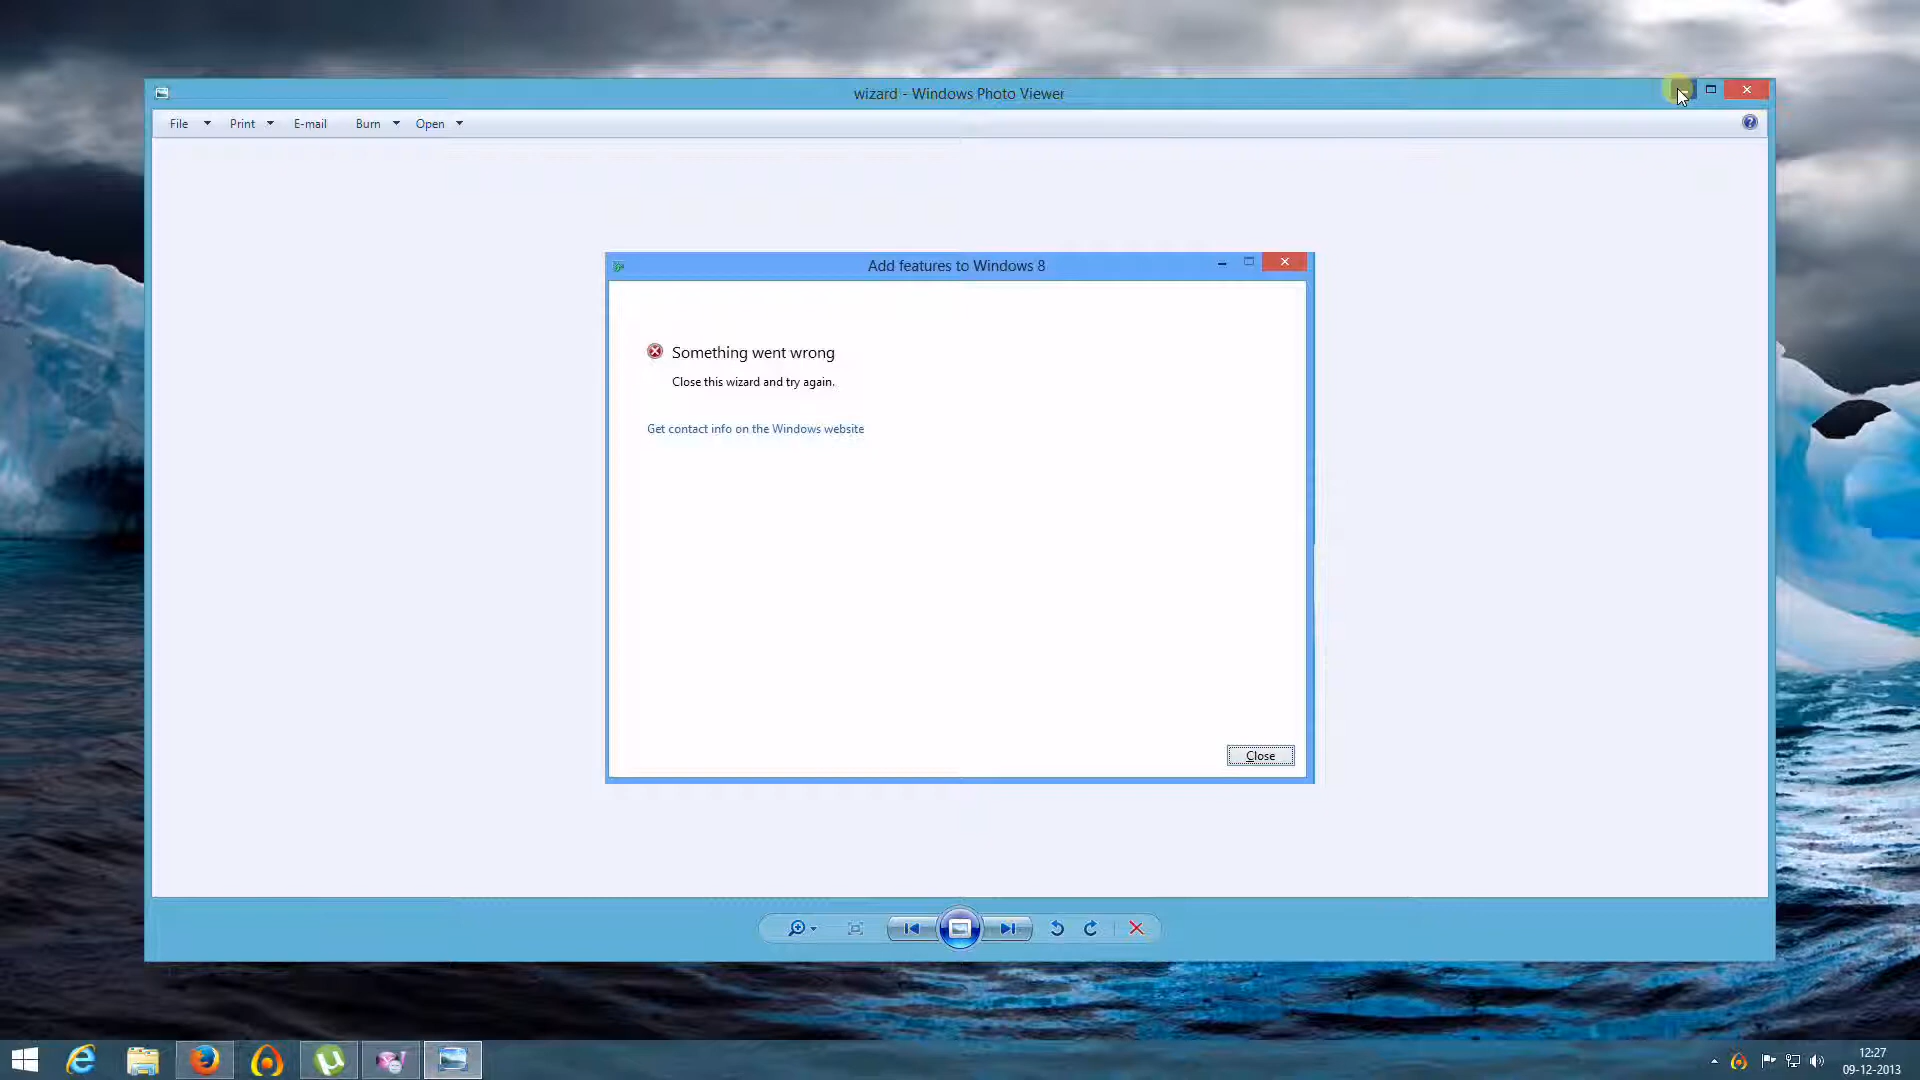 wizard - Windows Photo Viewer
File Print E-mail Burn Open
Add features to Windows 8
Something went wrong
Close this wizard and try again.
Get contact info on the Windows website
Close
12:27
09-12-2013